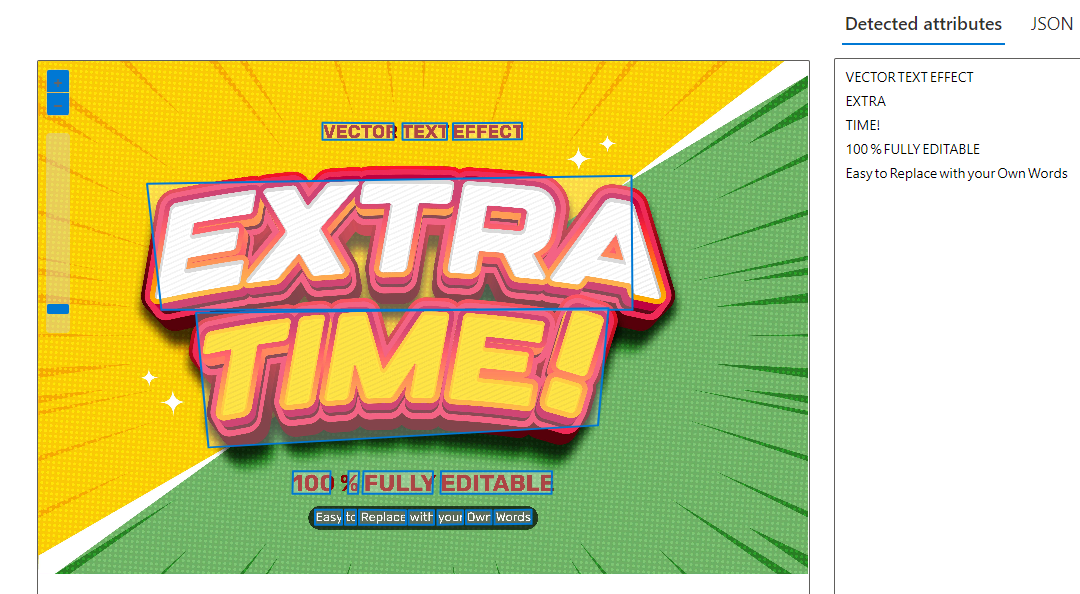 Detected attributes JSON
VECTOR TEXT EFFECT
EXTRA
TIME!
100 % FULLY EDITABLE
Easy to Replace with your Own Words
VECTOR TEXT EFFECT
EXTRA
TIME!
100 % FULLY EDITABLE
Easy to Replace with your Own Words